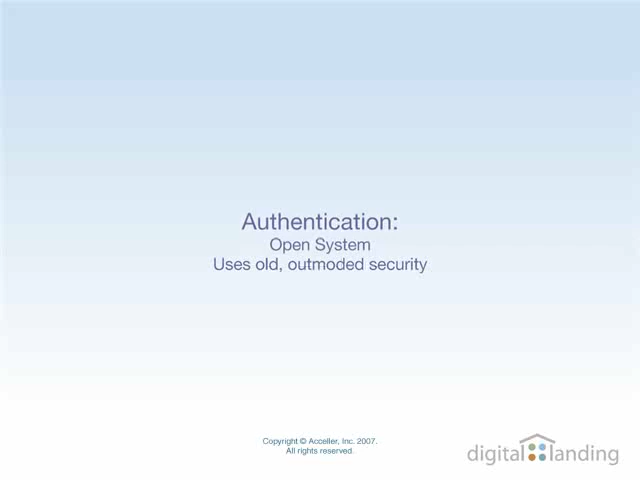 Authentication:
Open System
Uses old, outmoded security
Copyright © Acceller, Inc. 2007.
All rights reserved.
digital landing